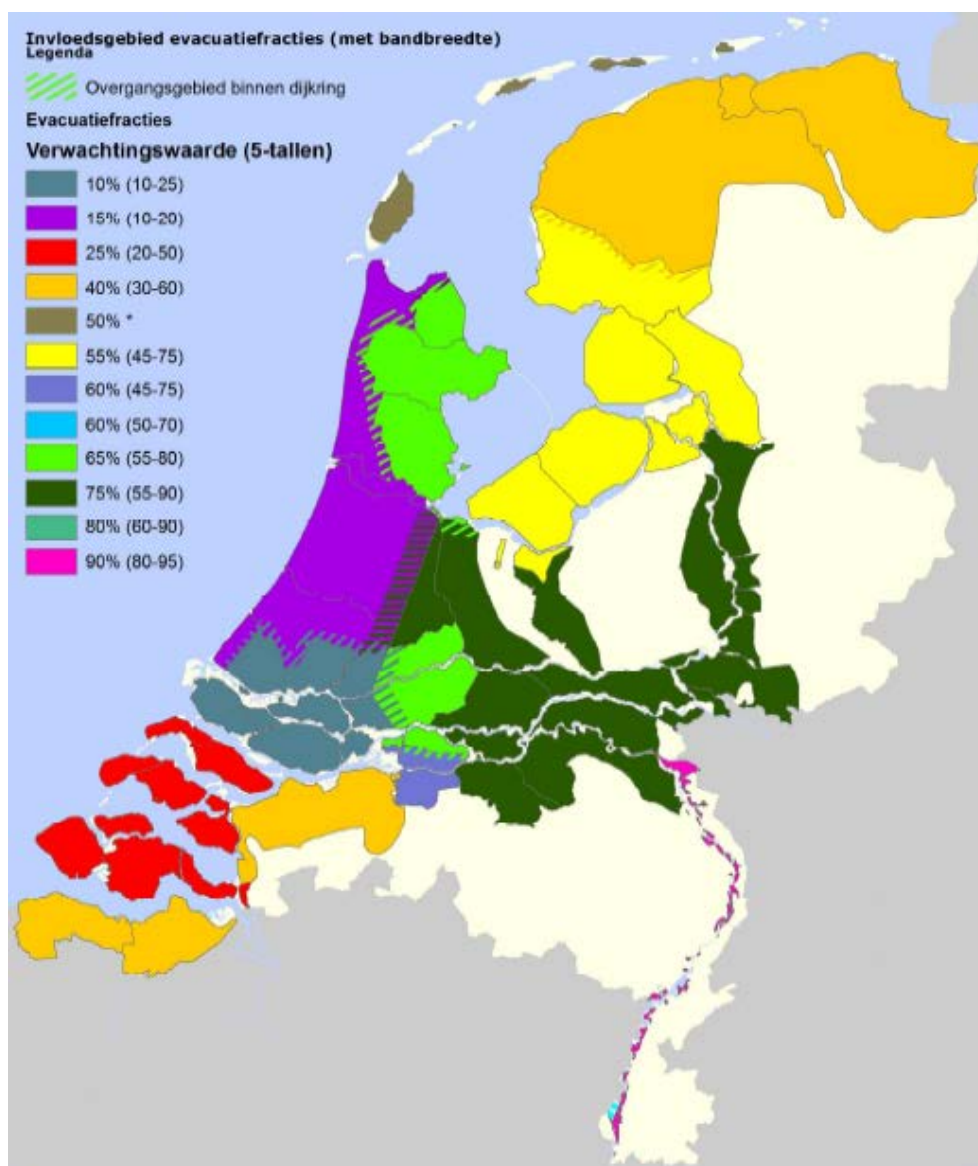 Invloedsgebied evacuatiefracties (met bandbreedte)
Legenda
Overgangsgebied binnen dijkring
Evacuatiefracties
Verwachtingswaarde (5-tallen)
10% (10-25)
15% (10-20)
25% (20-50)
40% (30-60)
50% *
55% (45-75)
60% (45-75)
60% (50-70)
65% (55-80)
75% (55-90)
80% (60-90)
90% (80-95)